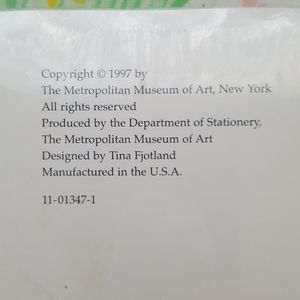 Copyright © 1997 by
The Metropolitan Museum of Art, New York
All rights reserved
Produced by the Department of Stationery,
The Metropolitan Museum of Art
Designed by Tina Fjotland
Manufactured in the U.S.A.
11-01347-1